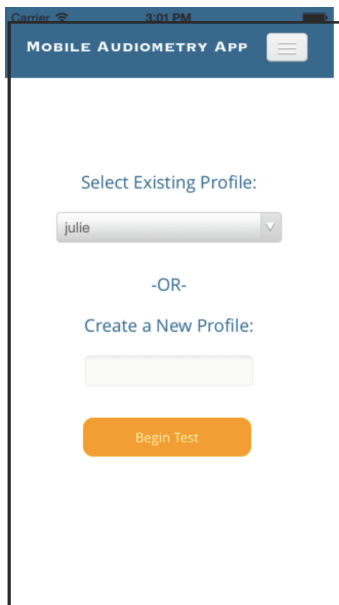 Carrier 3:01 PM
MOBILE AUDIOMETRY APP
Select Existing Profile:
julie
-OR-
Create a New Profile:
Begin Test